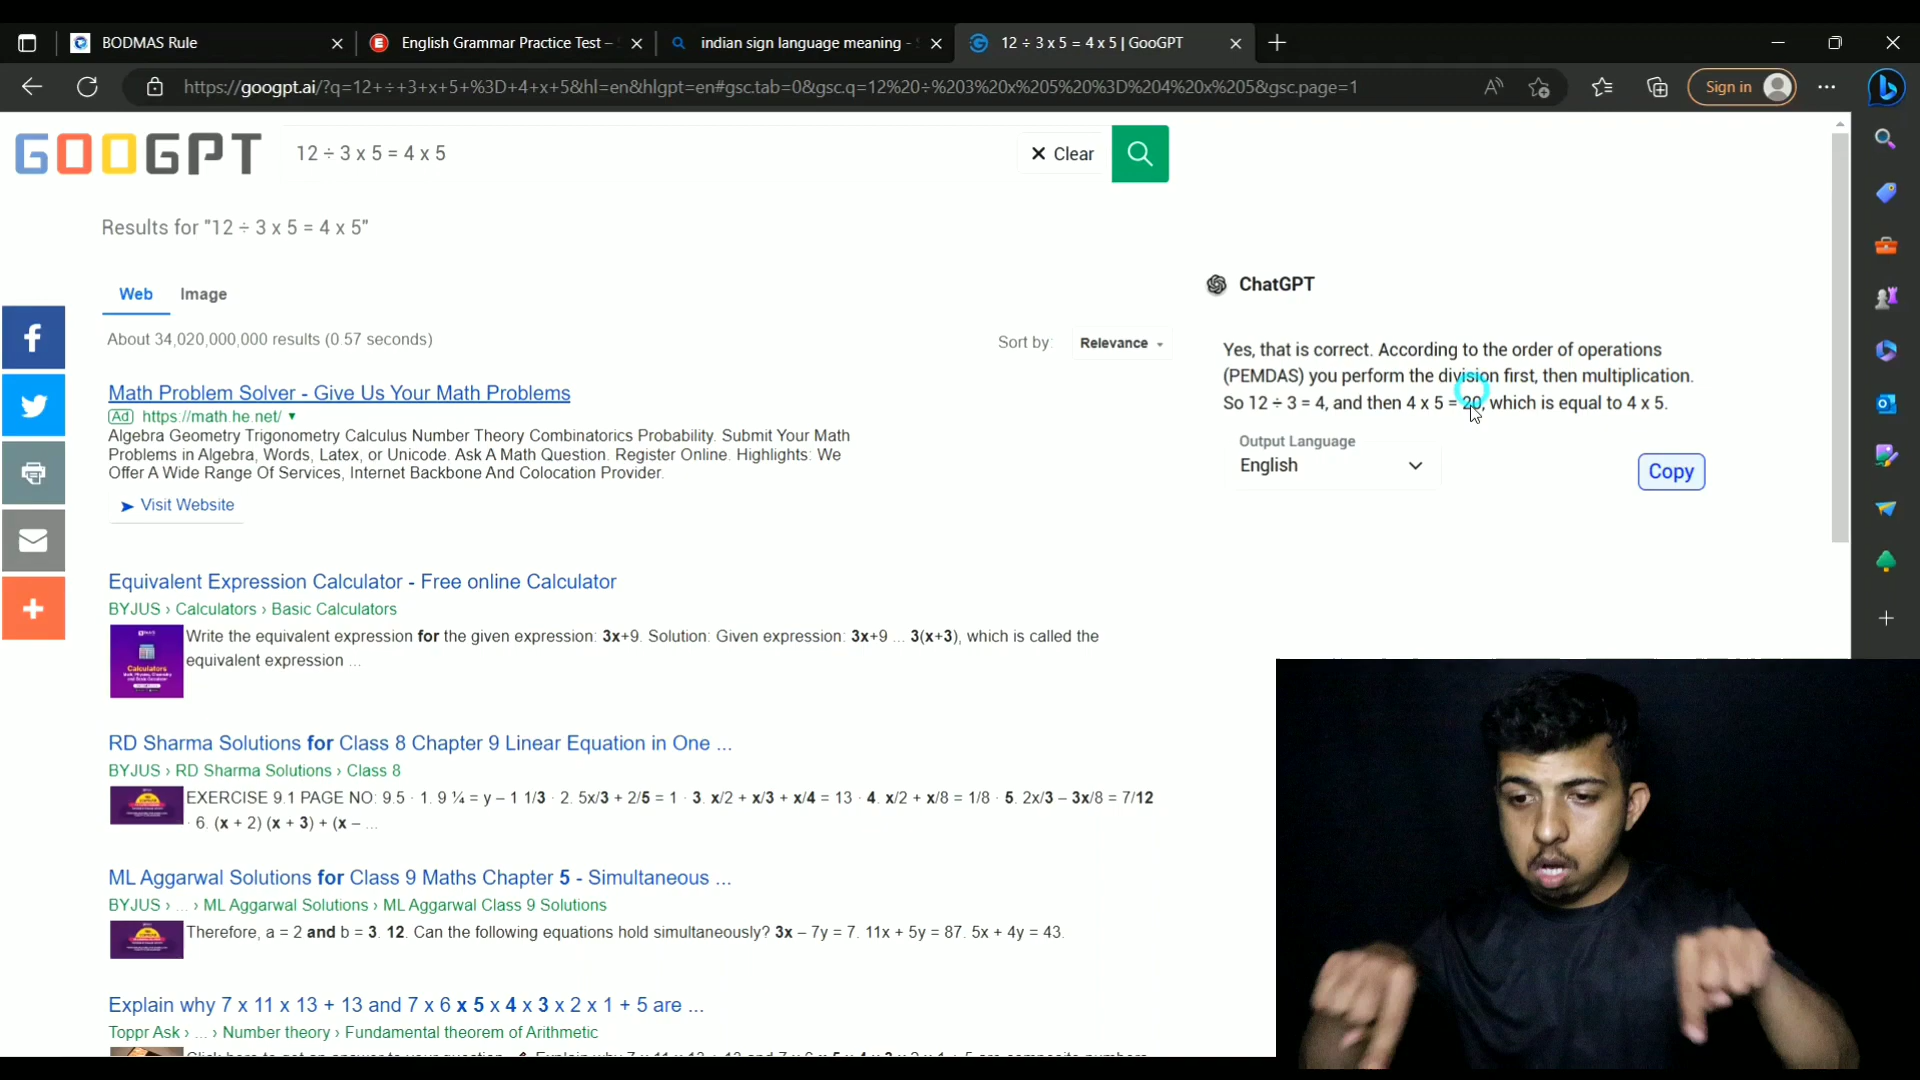 BODMAS Rule
English Grammar Practice Test –
indian sign language meaning -
12 ÷ 3 x 5 = 4 x 5 | GooGPT
https://googpt.ai/?q=12+÷+3+x+5+%3D+4+x+5&hl=en&hlgpt=en#gsc.tab=0&gsc.q=12%20÷%203%20x%205%20%3D%204%20x%205&gsc.page=1
Sign in
GOOGPT
12 ÷ 3 x 5 = 4 x 5
Clear
Results for "12 ÷ 3 x 5 = 4 x 5"
Web
Image
About 34,020,000,000 results (0.57 seconds)
Sort by:
Relevance
Math Problem Solver - Give Us Your Math Problems
Ad https://math.he.net/
Algebra Geometry Trigonometry Calculus Number Theory Combinatorics Probability. Submit Your Math
Problems in Algebra, Words, Latex, or Unicode. Ask A Math Question. Register Online. Highlights: We
Offer A Wide Range Of Services, Internet Backbone And Colocation Provider.
Visit Website
Equivalent Expression Calculator - Free online Calculator
BYJUS › Calculators › Basic Calculators
Write the equivalent expression for the given expression: 3x+9. Solution: Given expression: 3x+9 ... 3(x+3), which is called the
equivalent expression ...
RD Sharma Solutions for Class 8 Chapter 9 Linear Equation in One ...
BYJUS › RD Sharma Solutions › Class 8
EXERCISE 9.1 PAGE NO: 9.5 · 1. 9 ¼ = y – 1 1/3 · 2. 5x/3 + 2/5 = 1 · 3. x/2 + x/3 + x/4 = 13 · 4. x/2 + x/8 = 1/8 · 5. 2x/3 – 3x/8 = 7/12
· 6. (x + 2) (x + 3) + (x – ...
ML Aggarwal Solutions for Class 9 Maths Chapter 5 - Simultaneous ...
BYJUS › ... › ML Aggarwal Solutions › ML Aggarwal Class 9 Solutions
Therefore, a = 2 and b = 3. 12. Can the following equations hold simultaneously? 3x – 7y = 7. 11x + 5y = 87. 5x + 4y = 43.
Explain why 7 x 11 x 13 + 13 and 7 x 6 x 5 x 4 x 3 x 2 x 1 + 5 are ...
Toppr Ask › ... › Number theory › Fundamental theorem of Arithmetic
ChatGPT
Yes, that is correct. According to the order of operations
(PEMDAS) you perform the division first, then multiplication.
So 12 ÷ 3 = 4, and then 4 x 5 = 20, which is equal to 4 x 5.
Output Language
English
Copy